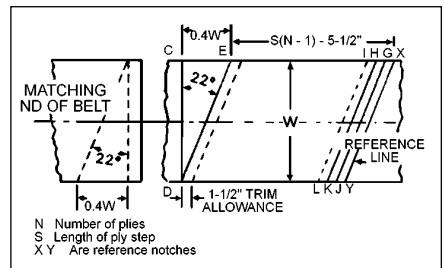 0.4W
S(N - 1) - 5-1/2"
C E I H G X
MATCHING
ND OF BELT
22°
22°
W
REFERENCE
LINE
D
L K J Y
0.4W
1-1/2" TRIM
ALLOWANCE
N Number of plies
S Length of ply step
X Y Are reference notches